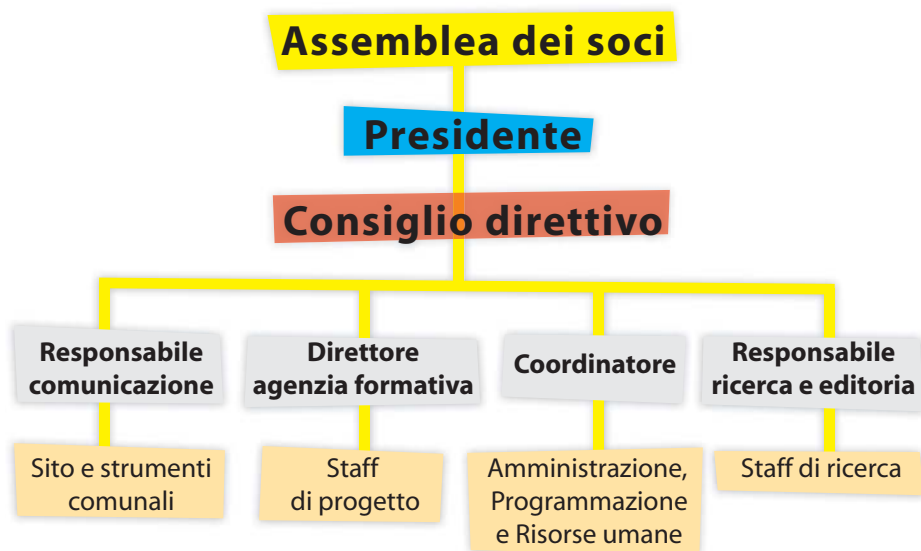 Assemblea dei soci
Presidente
Consiglio direttivo
Responsabile
comunicazione
Direttore
agenzia formativa
Coordinatore
Responsabile
ricerca e editoria
Sito e strumenti
comunali
Staff
di progetto
Amministrazione,
Programmazione
e Risorse umane
Staff di ricerca